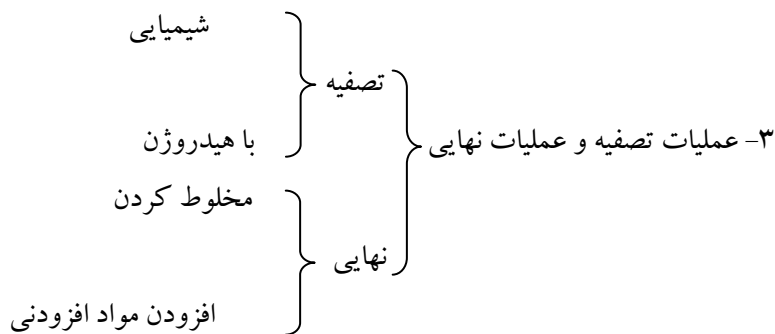 شیمیایی
تصفیه
۳- عملیات تصفیه و عملیات نهایی
با هیدروژن
مخلوط کردن
نهایی
افزودن مواد افزودنی